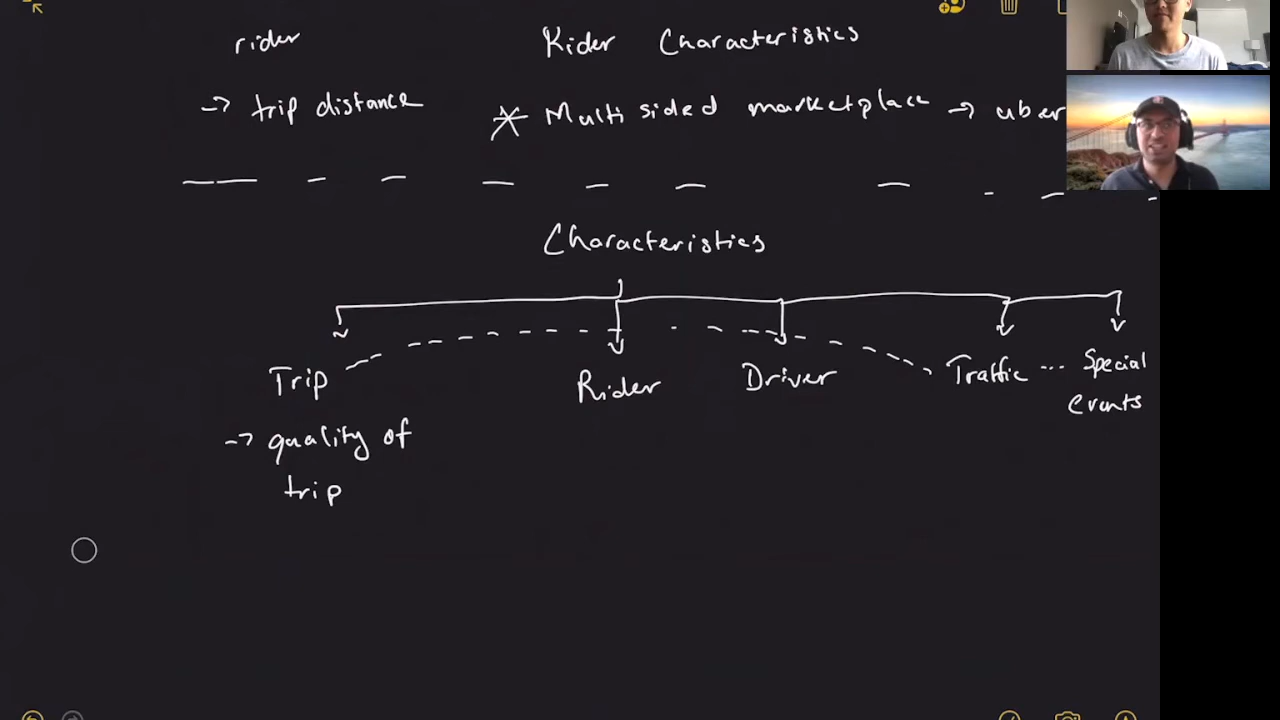 rider
Rider Characteristics
→ trip distance
* Multi sided marketplace → uber
Characteristics
Trip
Rider
Driver
Traffic ... Special events
→ quality of
trip